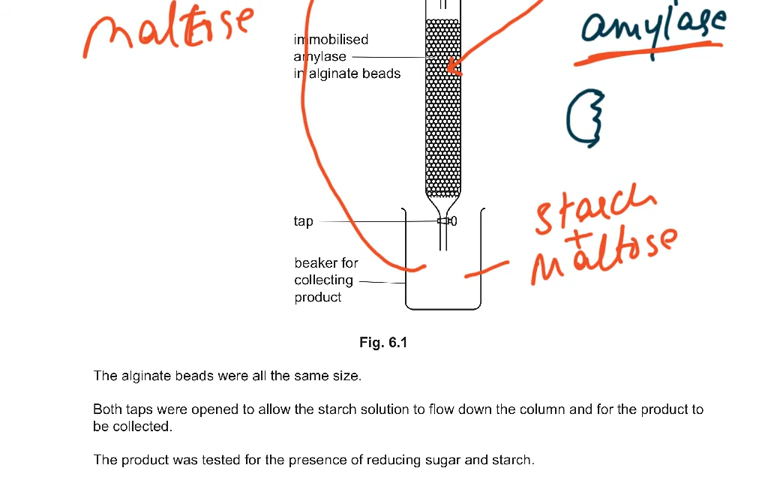 maltose
amylase
immobilised
amylase
in alginate beads
starch
+
maltose
tap
beaker for
collecting
product
Fig. 6.1
The alginate beads were all the same size.
Both taps were opened to allow the starch solution to flow down the column and for the product to
be collected.
The product was tested for the presence of reducing sugar and starch.